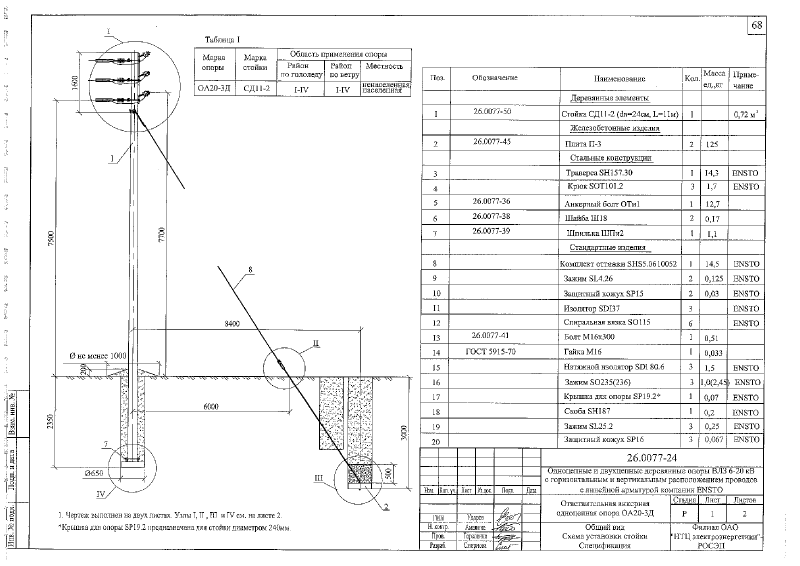 68
Таблица 1
Марка опоры | Марка стойки | Область применения опоры
Район по гололеду | Район по ветру | Местность
ОА20-3Д | СД11-2 | I-IV | I-IV | ненаселенная, населенная
I
1600
1
7500
7700
8
8400
II
Ø не менее 1000
200
6000
2350
3000
500
7
Ø650
IV
III
2
1. Чертеж выполнен на двух листах. Узлы I, II, III и IV см. на листе 2.
*Крышка для опоры SP19.2 предназначена для стойки диаметром 240мм.
Поз. | Обозначение | Наименование | Кол. | Масса ед.,кг | Приме-чание
Деревянные элементы
1 | 26.0077-50 | Стойка СД11-2 (dn=24см, L=11м) | 1 | 0,72 м³
Железобетонные изделия
2 | 26.0077-45 | Плита П-3 | 2 | 125
Стальные конструкции
3 | Траверса SH157.30 | 1 | 14,3 | ENSTO
4 | Крюк SOT101.2 | 3 | 1,7 | ENSTO
5 | 26.0077-36 | Анкерный болт ОТи1 | 1 | 12,7
6 | 26.0077-38 | Шайба Ш18 | 2 | 0,17
7 | 26.0077-39 | Шпилька ШПи2 | 1 | 1,1
Стандартные изделия
8 | Комплект оттяжки SHS5.0610052 | 1 | 14,5 | ENSTO
9 | Зажим SL4.26 | 2 | 0,125 | ENSTO
10 | Защитный кожух SP15 | 2 | 0,03 | ENSTO
11 | Изолятор SDI37 | 3 | ENSTO
12 | Спиральная вязка SO115 | 6 | ENSTO
13 | 26.0077-41 | Болт М16х300 | 1 | 0,51
14 | ГОСТ 5915-70 | Гайка М16 | 1 | 0,033
15 | Натяжной изолятор SDI80.6 | 3 | 1,5 | ENSTO
16 | Зажим SO235(236) | 3 | 1,0(2,45) | ENSTO
17 | Крышка для опоры SP19.2* | 1 | 0,07 | ENSTO
18 | Скоба SH187 | 1 | 0,2 | ENSTO
19 | Зажим SL25.2 | 3 | 0,25 | ENSTO
20 | Защитный кожух SP16 | 3 | 0,067 | ENSTO
26.0077-24
Одноцепные и двухцепные деревянные опоры ВЛЗ 6-20 кВ
с горизонтальным и вертикальным расположением проводов
с линейной арматурой компании ENSTO
Изм. | Кол.уч. | Лист | №док. | Подп. | Дата
Ответвительная анкерная
одноцепная опора ОА20-3Д
Стадия | Лист | Листов
Р | 1 | 2
ГИП | Ударов
Н. контр.
Пров.
Разраб.
Общий вид
Схема установки стойки
Спецификация
Филиал ОАО
"НТЦ электроэнергетики"-
РОСЭП
Взам. инв. №
Подп. и дата
Инв. № подл.